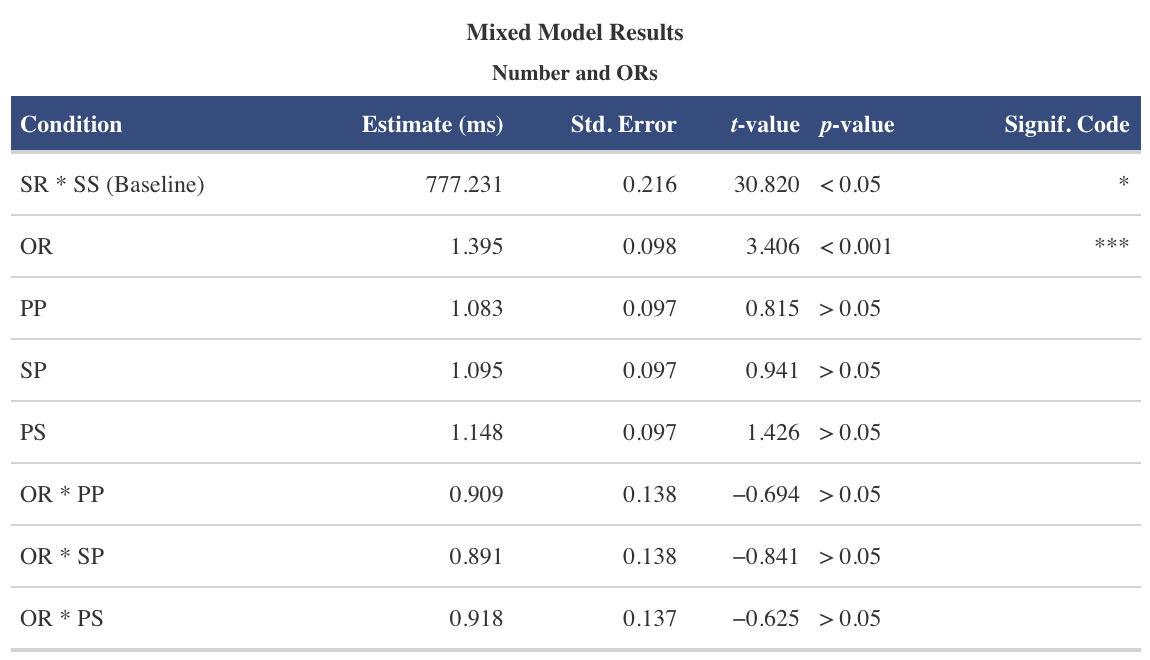 Mixed Model Results
Number and ORs
Condition Estimate (ms) Std. Error t-value p-value Signif. Code
SR * SS (Baseline) 777.231 0.216 30.820 < 0.05 *
OR 1.395 0.098 3.406 < 0.001 ***
PP 1.083 0.097 0.815 > 0.05
SP 1.095 0.097 0.941 > 0.05
PS 1.148 0.097 1.426 > 0.05
OR * PP 0.909 0.138 −0.694 > 0.05
OR * SP 0.891 0.138 −0.841 > 0.05
OR * PS 0.918 0.137 −0.625 > 0.05